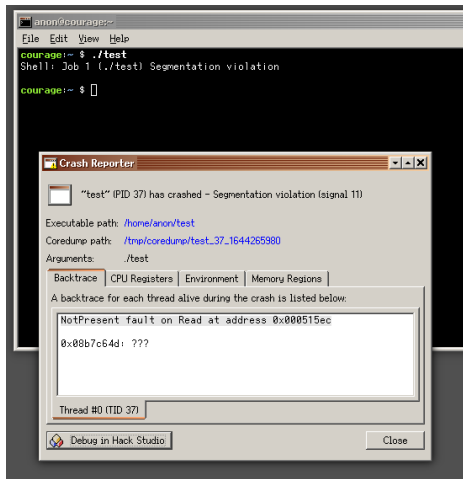 anon@courage:~
File Edit View Help
courage:~ $ ./test
Shell: Job 1 (./test) Segmentation violation
courage:~ $
Crash Reporter
"test" (PID 37) has crashed – Segmentation violation (signal 11)
Executable path: /home/anon/test
Coredump path: /tmp/coredump/test_37_1644265980
Arguments: ./test
Backtrace CPU Registers Environment Memory Regions
A backtrace for each thread alive during the crash is listed below:
NotPresent fault on Read at address 0x000515ec
0x08b7c64d: ???
Thread #0 (TID 37)
Debug in Hack Studio Close